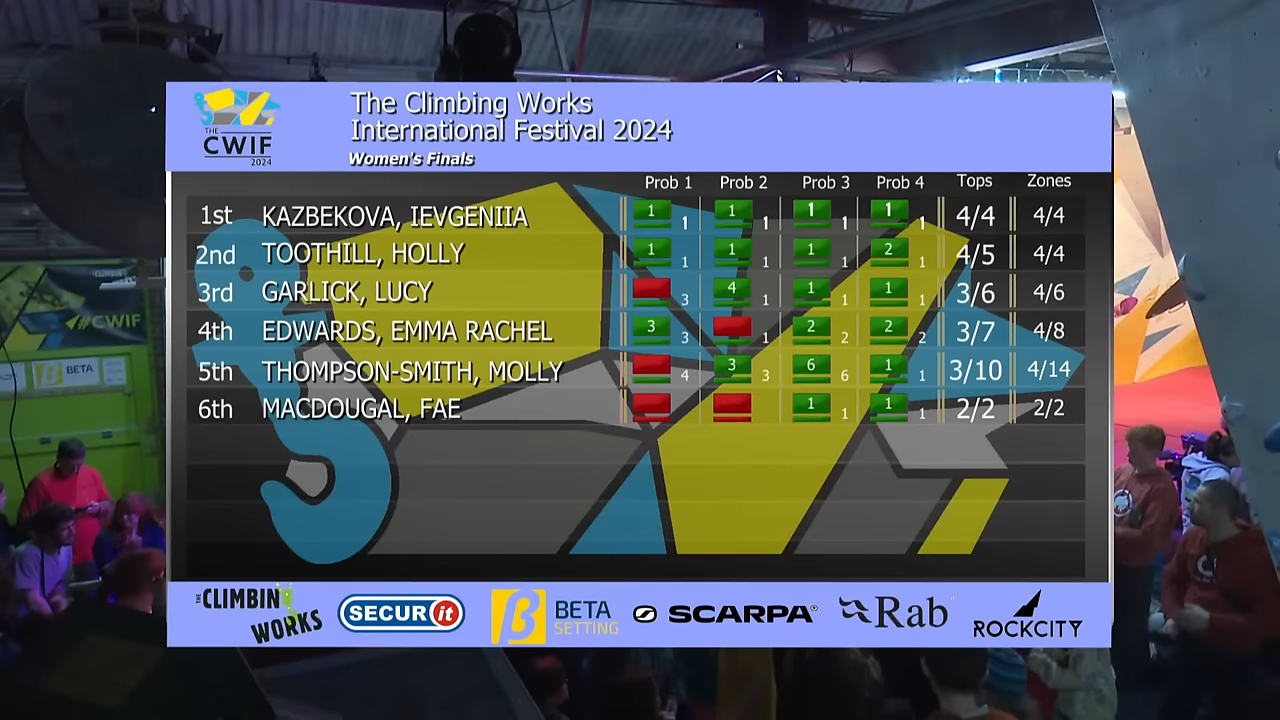 The Climbing Works
International Festival 2024
Women's Finals
THE
CWIF
2024
Prob 1 Prob 2 Prob 3 Prob 4 Tops Zones
1st KAZBEKOVA, IEVGENIIA 1 1 1 1 1 1 1 1 4/4 4/4
2nd TOOTHILL, HOLLY 1 1 1 1 1 1 2 1 4/5 4/4
3rd GARLICK, LUCY 3 4 1 1 1 1 1 3/6 4/6
4th EDWARDS, EMMA RACHEL 3 3 1 2 2 2 2 3/7 4/8
5th THOMPSON-SMITH, MOLLY 4 3 3 6 6 1 1 3/10 4/14
6th MACDOUGAL, FAE 1 1 1 1 2/2 2/2
#CWIF
BETA
THE CLIMBING WORKS
SECUR it
BETA
SETTING
SCARPA
Rab
ROCKCITY